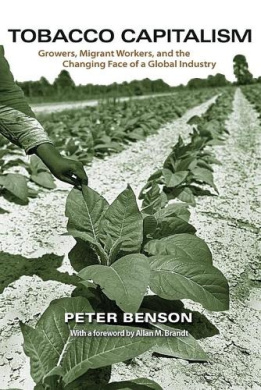 TOBACCO CAPITALISM
Growers, Migrant Workers, and the
Changing Face of a Global Industry
PETER BENSON
With a foreword by Allan M. Brandt